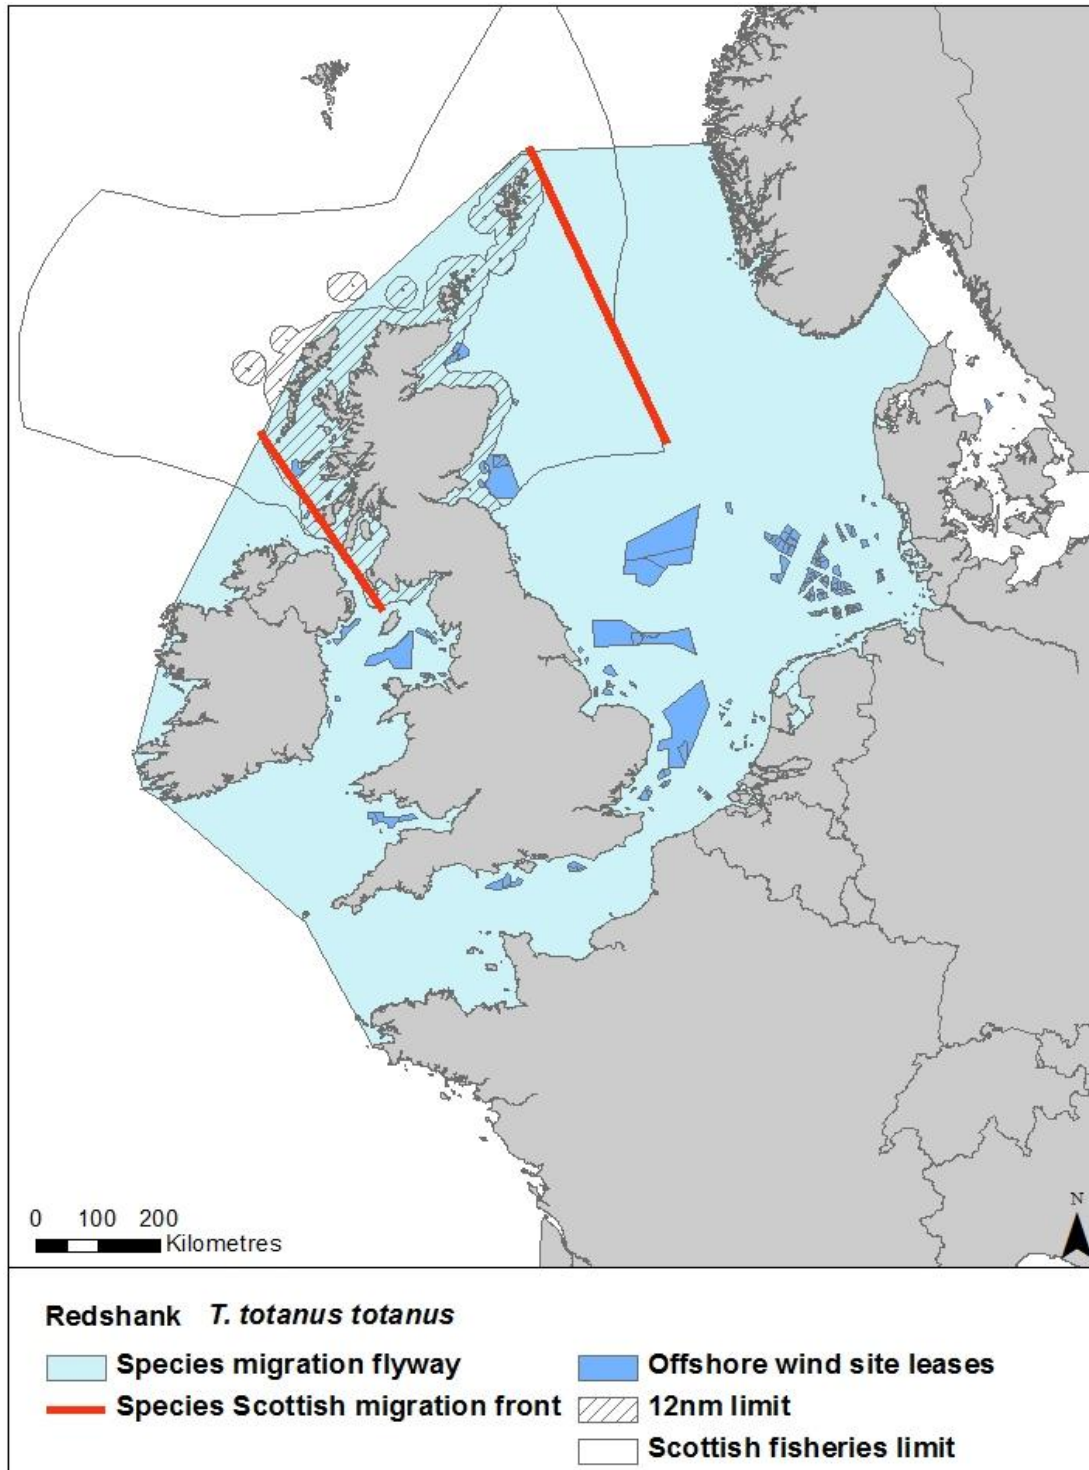 N
0 100 200
Kilometres
Redshank T. totanus totanus
Species migration flyway
Offshore wind site leases
Species Scottish migration front
12nm limit
Scottish fisheries limit